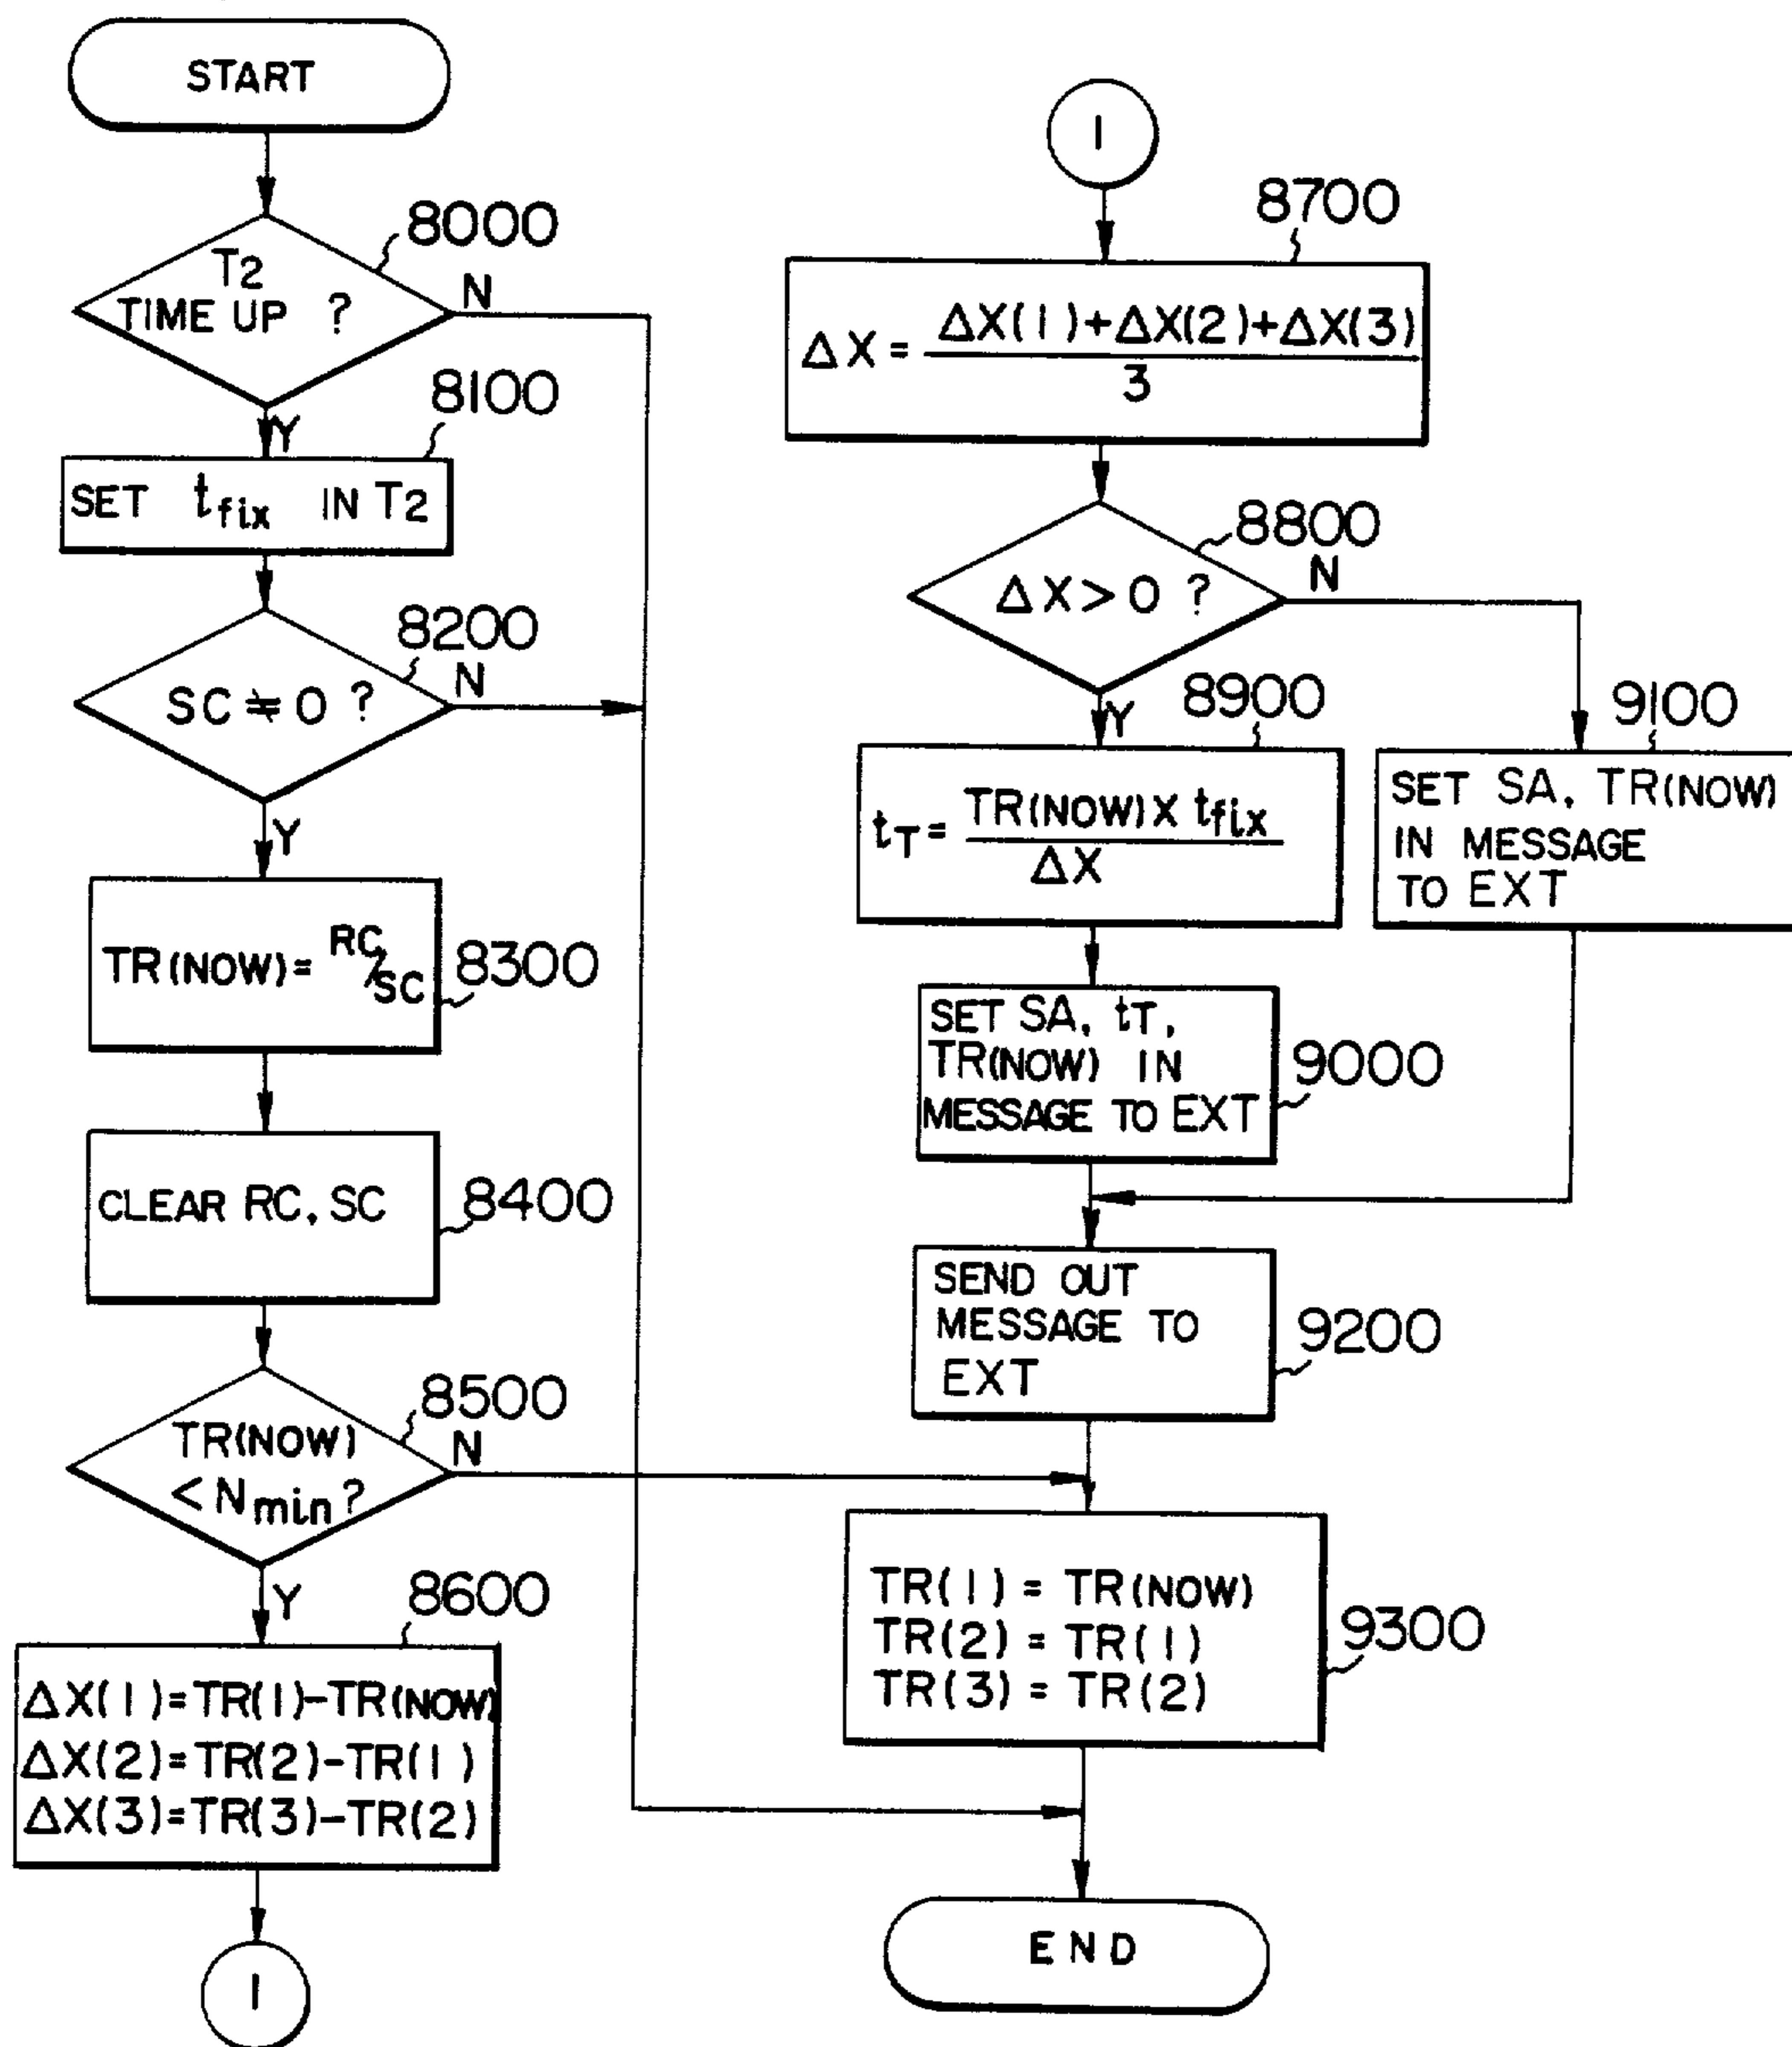 START
8000
T2
TIME UP ?
N
Y
8100
SET tfix IN T2
8200
SC ≠ 0 ?
N
Y
TR(NOW) = RC/SC
8300
CLEAR RC, SC
8400
8500
TR(NOW)
< Nmin ?
N
Y
8600
ΔX(1)=TR(1)-TR(NOW)
ΔX(2)=TR(2)-TR(1)
ΔX(3)=TR(3)-TR(2)
1
1
8700
ΔX = ΔX(1)+ΔX(2)+ΔX(3)
3
8800
ΔX > 0 ?
N
Y
8900
tT = TR(NOW) X tfix
ΔX
9100
SET SA, TR(NOW)
IN MESSAGE
TO EXT
SET SA, tT,
TR(NOW) IN
MESSAGE TO EXT
9000
SEND OUT
MESSAGE TO
EXT
9200
TR(1) = TR(NOW)
TR(2) = TR(1)
TR(3) = TR(2)
9300
END